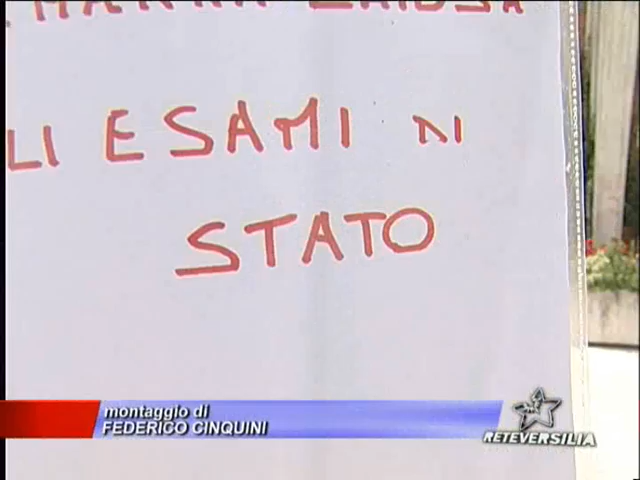 LI ESAMI DI
STATO
montaggio di
FEDERICO CINQUINI
RETEVERSILIA